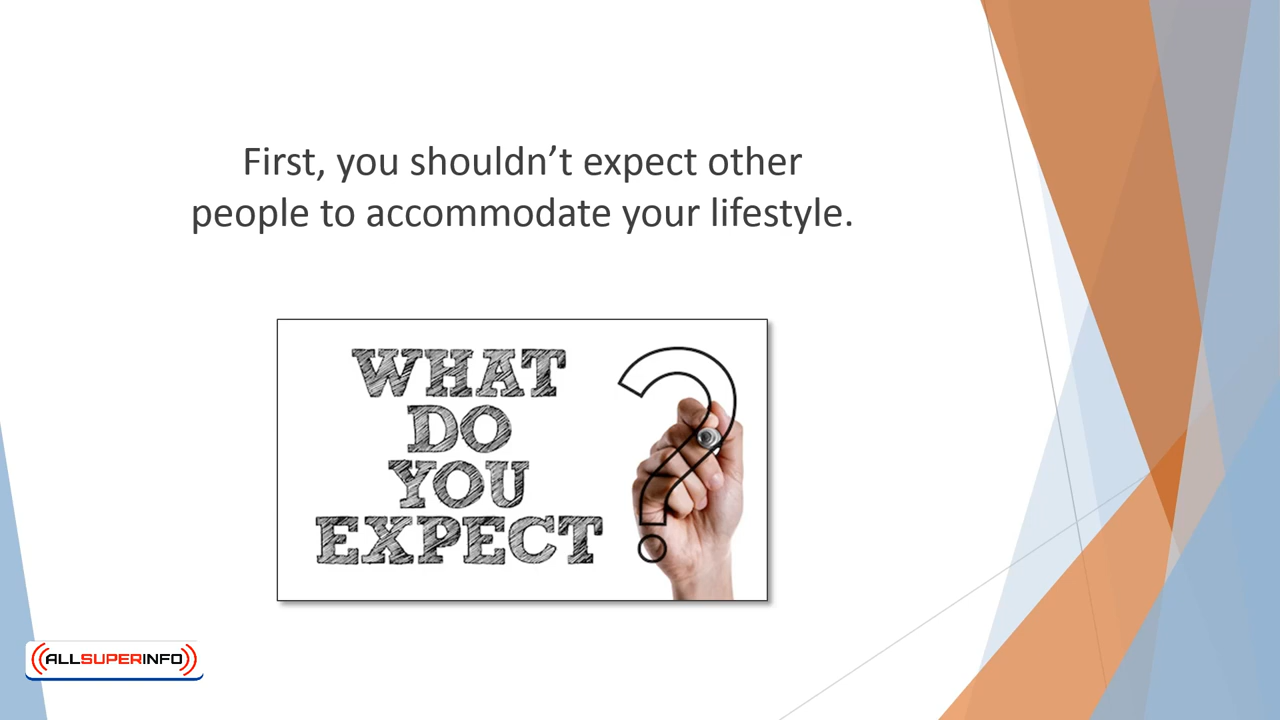 First, you shouldn’t expect other
people to accommodate your lifestyle.
WHAT
DO
YOU
EXPECT
?
ALLSUPERINFO